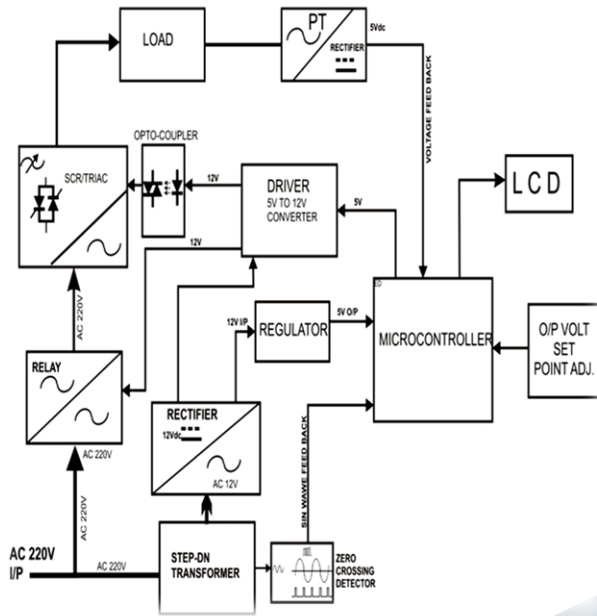 LOAD
PT
RECTIFIER
5Vdc
VOLTAGE FEED BACK
OPTO-COUPLER
SCR/TRIAC
12V
DRIVER
5V TO 12V
CONVERTER
5V
LCD
12V
AC 220V
12V I/P
REGULATOR
5V O/P
MICROCONTROLLER
O/P VOLT
SET
POINT ADJ.
RELAY
AC 220V
RECTIFIER
12Vdc
AC 12V
SIN WAWE FEED BACK
AC 220V
AC 220V
I/P
AC 220V
STEP-DN
TRANSFORMER
ZERO
CROSSING
DETECTOR